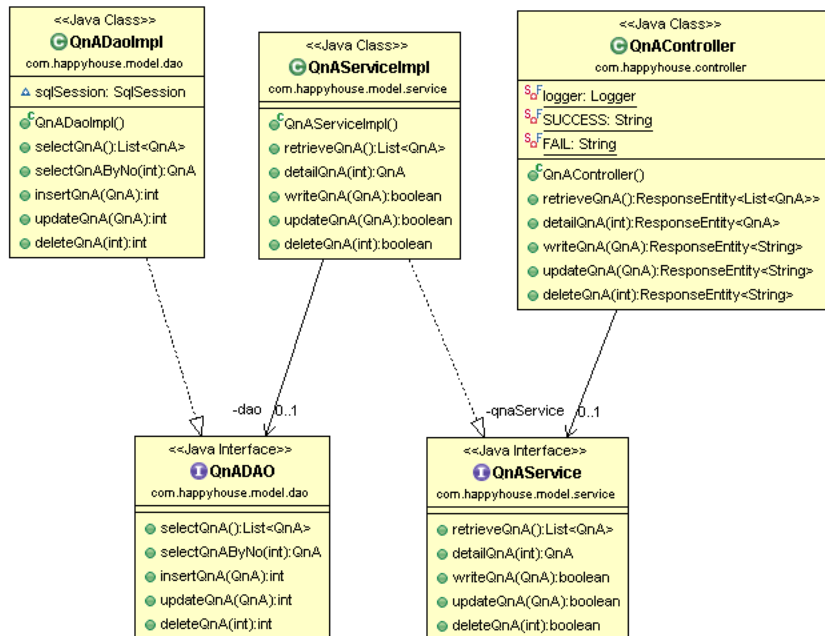 <<Java Class>>
QnADaoImpl
com.happyhouse.model.dao
sqlSession: SqlSession
QnADaoImpl()
selectQnA():List<QnA>
selectQnAByNo(int):QnA
insertQnA(QnA):int
updateQnA(QnA):int
deleteQnA(int):int
<<Java Class>>
QnAServiceImpl
com.happyhouse.model.service
QnAServiceImpl()
retrieveQnA():List<QnA>
detailQnA(int):QnA
writeQnA(QnA):boolean
updateQnA(QnA):boolean
deleteQnA(int):boolean
<<Java Class>>
QnAController
com.happyhouse.controller
logger: Logger
SUCCESS: String
FAIL: String
QnAController()
retrieveQnA():ResponseEntity<List<QnA>>
detailQnA(int):ResponseEntity<QnA>
writeQnA(QnA):ResponseEntity<String>
updateQnA(QnA):ResponseEntity<String>
deleteQnA(int):ResponseEntity<String>
-dao 0..1
-qnaService 0..1
<<Java Interface>>
QnADAO
com.happyhouse.model.dao
selectQnA():List<QnA>
selectQnAByNo(int):QnA
insertQnA(QnA):int
updateQnA(QnA):int
deleteQnA(int):int
<<Java Interface>>
QnAService
com.happyhouse.model.service
retrieveQnA():List<QnA>
detailQnA(int):QnA
writeQnA(QnA):boolean
updateQnA(QnA):boolean
deleteQnA(int):boolean